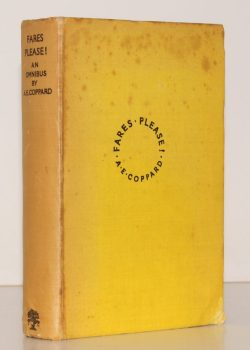 FARES
PLEASE!
AN
OMNIBUS
BY
A.E.COPPARD
FARES · PLEASE! · A · E · COPPARD ·